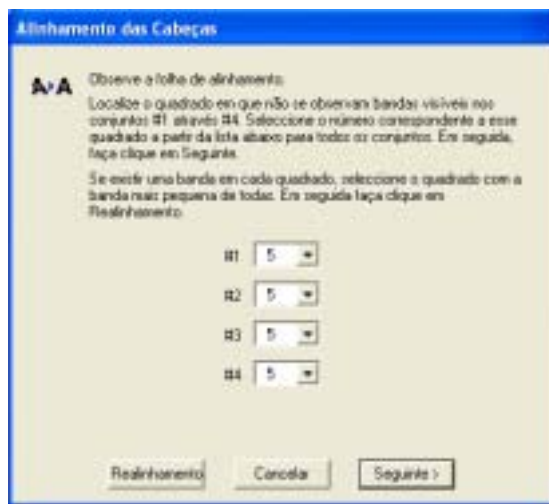 Alinhamento das Cabeças
A›A
Observe a folha de alinhamento.
Localize o quadrado em que não se observam bandas visíveis nos
conjuntos #1 através #4. Seleccione o número correspondente a esse
quadrado a partir da lista abaixo para todos os conjuntos. Em seguida,
faça clique em Seguinte.
Se existir uma banda em cada quadrado, seleccione o quadrado com a
banda mais pequena de todas. Em seguida faça clique em
Realinhamento.
#1 5
#2 5
#3 5
#4 5
Realinhamento Cancelar Seguinte >